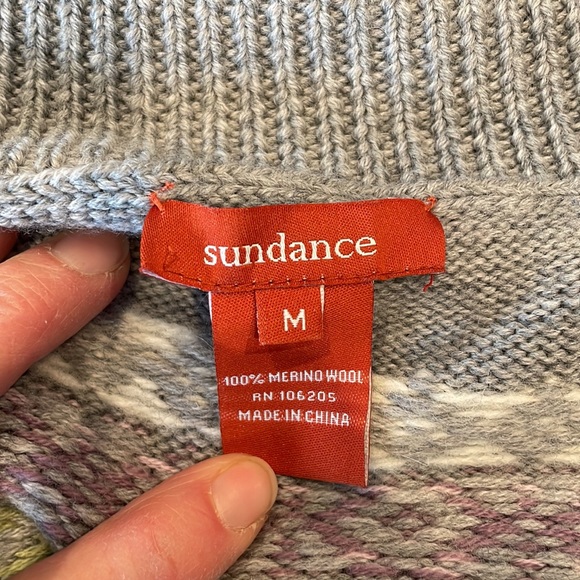 sundance
M
100% MERINO WOOL
RN 106205
MADE IN CHINA